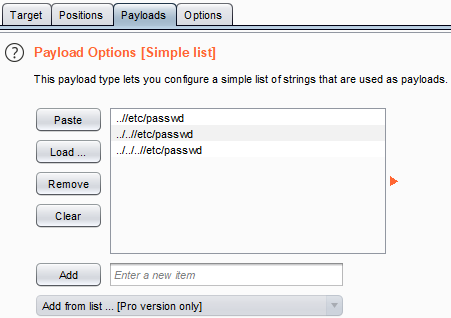 Target Positions Payloads Options
? Payload Options [Simple list]
This payload type lets you configure a simple list of strings that are used as payloads.
Paste
Load ...
Remove
Clear
..//etc/passwd
../..//etc/passwd
../../..//etc/passwd
Add Enter a new item
Add from list ... [Pro version only]